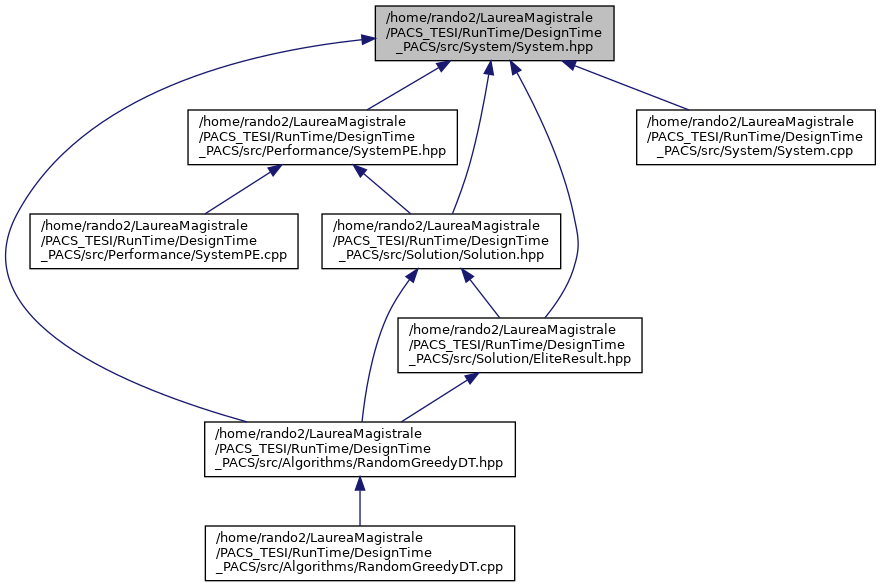 /home/rando2/LaureaMagistrale
/PACS_TESI/RunTime/DesignTime
_PACS/src/System/System.hpp
/home/rando2/LaureaMagistrale
/PACS_TESI/RunTime/DesignTime
_PACS/src/Performance/SystemPE.hpp
/home/rando2/LaureaMagistrale
/PACS_TESI/RunTime/DesignTime
_PACS/src/System/System.cpp
/home/rando2/LaureaMagistrale
/PACS_TESI/RunTime/DesignTime
_PACS/src/Performance/SystemPE.cpp
/home/rando2/LaureaMagistrale
/PACS_TESI/RunTime/DesignTime
_PACS/src/Solution/Solution.hpp
/home/rando2/LaureaMagistrale
/PACS_TESI/RunTime/DesignTime
_PACS/src/Solution/EliteResult.hpp
/home/rando2/LaureaMagistrale
/PACS_TESI/RunTime/DesignTime
_PACS/src/Algorithms/RandomGreedyDT.hpp
/home/rando2/LaureaMagistrale
/PACS_TESI/RunTime/DesignTime
_PACS/src/Algorithms/RandomGreedyDT.cpp